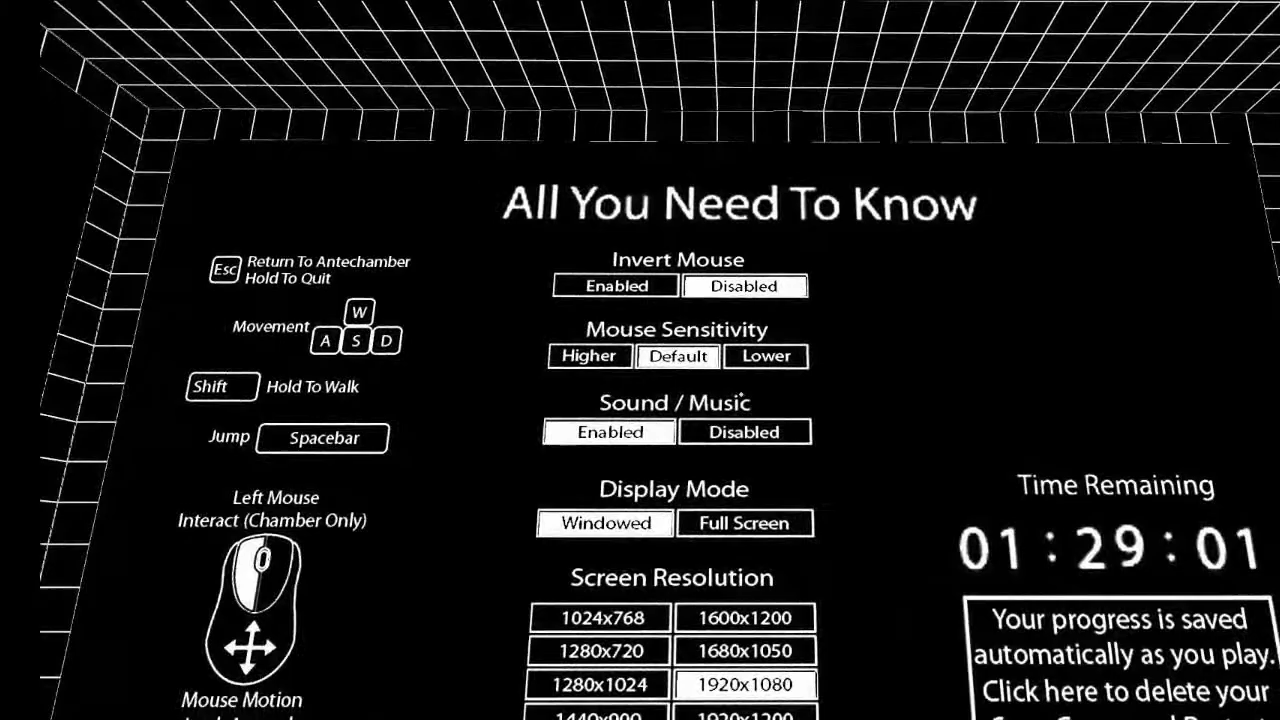 All You Need To Know
Esc
Return To Antechamber
Hold To Quit
Movement
W
A S D
Shift
Hold To Walk
Jump
Spacebar
Left Mouse
Interact (Chamber Only)
Mouse Motion
Invert Mouse
Enabled Disabled
Mouse Sensitivity
Higher Default Lower
Sound / Music
Enabled Disabled
Display Mode
Windowed Full Screen
Screen Resolution
1024x768 1600x1200
1280x720 1680x1050
1280x1024 1920x1080
1440x900 1920x1200
Time Remaining
01 : 29 : 01
Your progress is saved
automatically as you play.
Click here to delete your